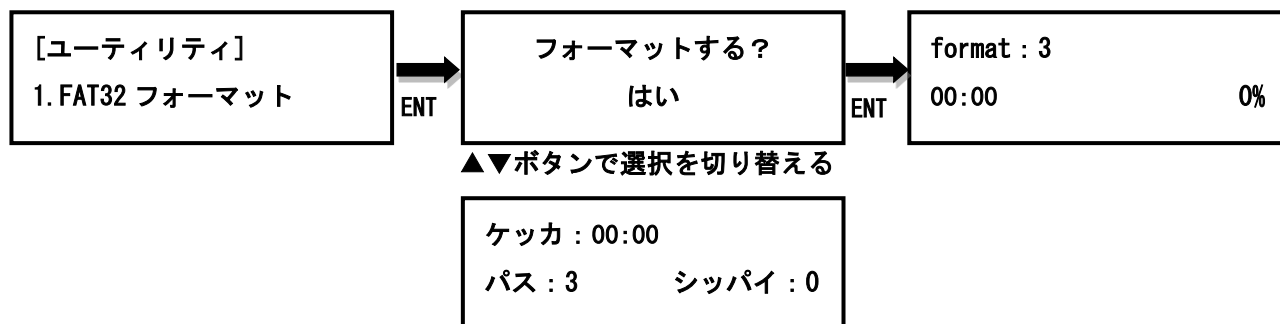 [ユーティリティ]
1.FAT32 フォーマット
ENT
フォーマットする？
はい
ENT
format：3
00:00 0%
▲▼ボタンで選択を切り替える
ケッカ：00:00
パス：3 シッパイ：0